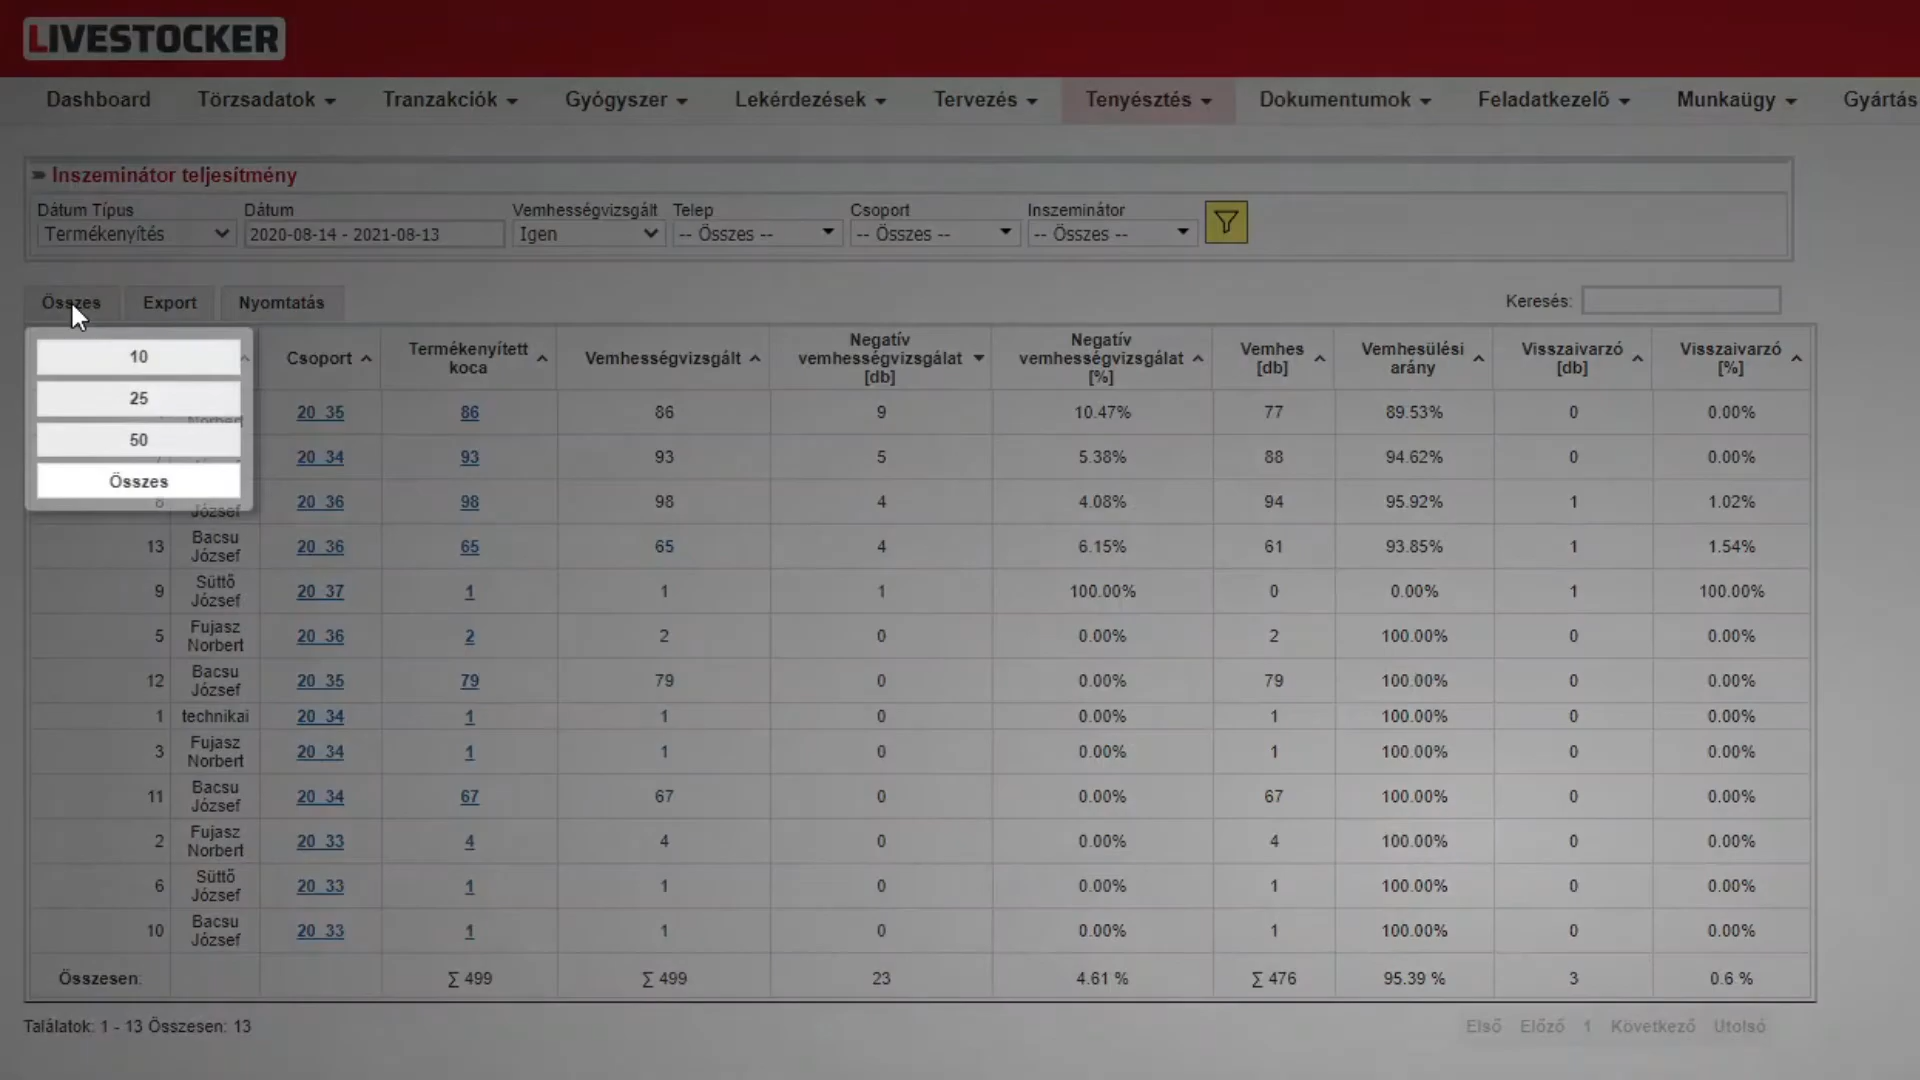 LIVESTOCKER
Dashboard Törzsadatok Tranzakciók Gyógyszer Lekérdezések Tervezés Tenyésztés Dokumentumok Feladatkezelő Munkaügy Gyártás
Inszeminátor teljesítmény
Dátum Típus Dátum Vemhességvizsgált Telep Csoport Inszeminátor
Termékenyítés 2020-08-14 - 2021-08-13 Igen -- Összes -- -- Összes -- -- Összes --
Összes Export Nyomtatás Keresés:
10
25
50
Összes
Csoport Termékenyített koca Vemhességvizsgált Negatív vemhességvizsgálat [db] Negatív vemhességvizsgálat [%] Vemhes [db] Vemhesülési arány Visszaivarzó [db] Visszaivarzó [%]
Norbert 20_35 86 86 9 10.47% 77 89.53% 0 0.00%
20_34 93 93 5 5.38% 88 94.62% 0 0.00%
8 József 20_36 98 98 4 4.08% 94 95.92% 1 1.02%
13 Bacsu József 20_36 65 65 4 6.15% 61 93.85% 1 1.54%
9 Süttő József 20_37 1 1 1 100.00% 0 0.00% 1 100.00%
5 Fujasz Norbert 20_36 2 2 0 0.00% 2 100.00% 0 0.00%
12 Bacsu József 20_35 79 79 0 0.00% 79 100.00% 0 0.00%
1 technikai 20_34 1 1 0 0.00% 1 100.00% 0 0.00%
3 Fujasz Norbert 20_34 1 1 0 0.00% 1 100.00% 0 0.00%
11 Bacsu József 20_34 67 67 0 0.00% 67 100.00% 0 0.00%
2 Fujasz Norbert 20_33 4 4 0 0.00% 4 100.00% 0 0.00%
6 Süttő József 20_33 1 1 0 0.00% 1 100.00% 0 0.00%
10 Bacsu József 20_33 1 1 0 0.00% 1 100.00% 0 0.00%
Összesen: ∑ 499 ∑ 499 23 4.61 % ∑ 476 95.39 % 3 0.6 %
Találatok: 1 - 13 Összesen: 13 Első Előző 1 Következő Utolsó